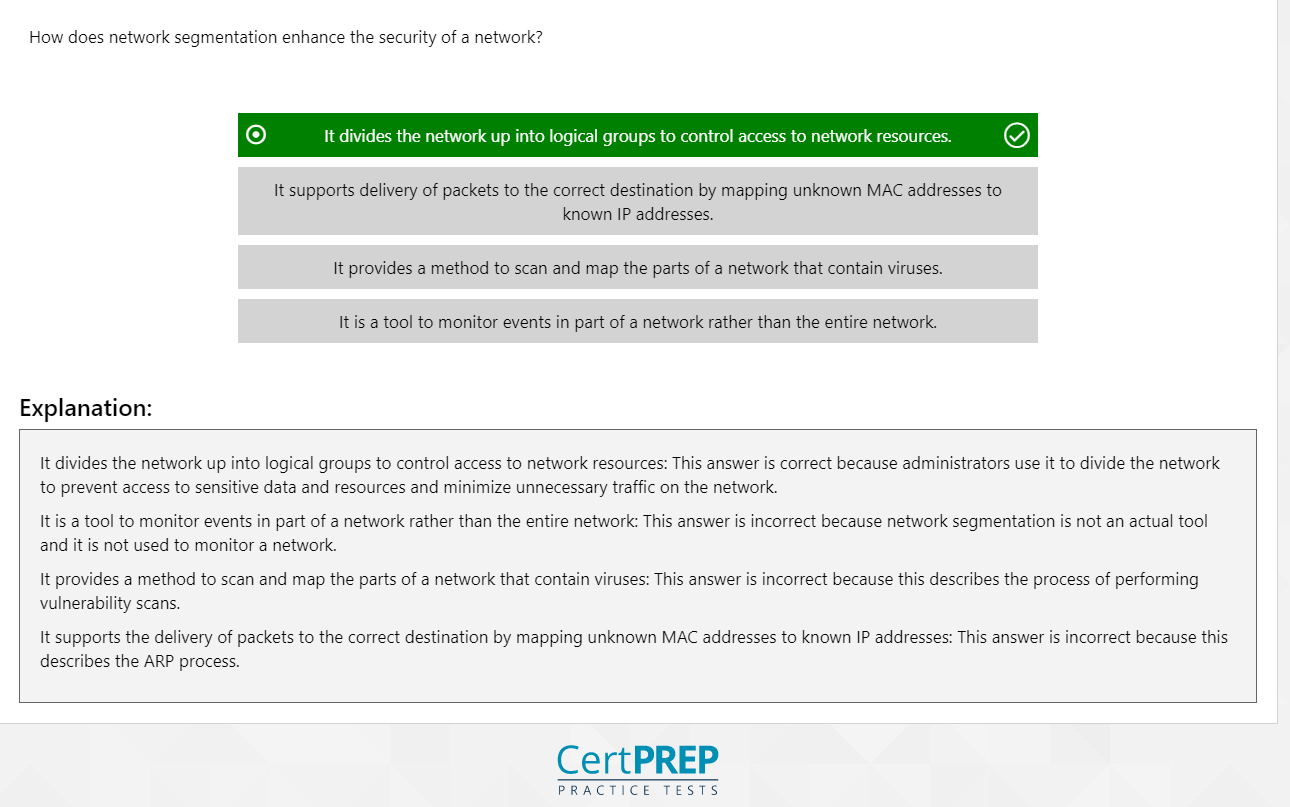 How does network segmentation enhance the security of a network?
It divides the network up into logical groups to control access to network resources.
It supports delivery of packets to the correct destination by mapping unknown MAC addresses to
known IP addresses.
It provides a method to scan and map the parts of a network that contain viruses.
It is a tool to monitor events in part of a network rather than the entire network.
Explanation:
It divides the network up into logical groups to control access to network resources: This answer is correct because administrators use it to divide the network
to prevent access to sensitive data and resources and minimize unnecessary traffic on the network.
It is a tool to monitor events in part of a network rather than the entire network: This answer is incorrect because network segmentation is not an actual tool
and it is not used to monitor a network.
It provides a method to scan and map the parts of a network that contain viruses: This answer is incorrect because this describes the process of performing
vulnerability scans.
It supports the delivery of packets to the correct destination by mapping unknown MAC addresses to known IP addresses: This answer is incorrect because this
describes the ARP process.
CertPREP
PRACTICE TESTS